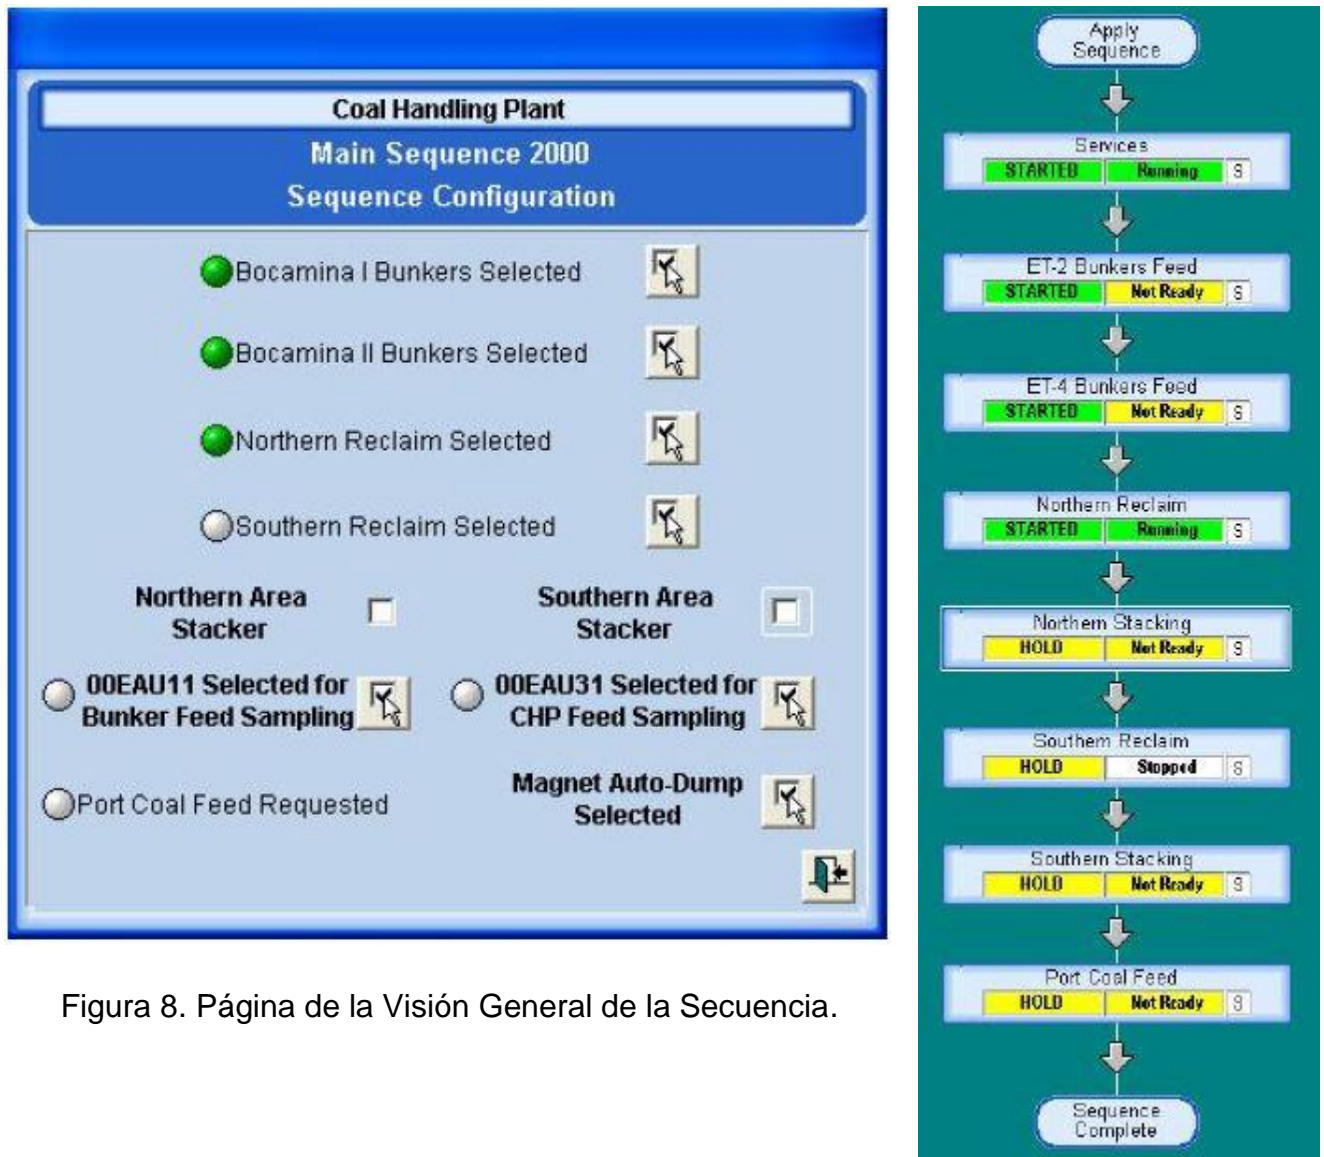 Coal Handling Plant
Main Sequence 2000
Sequence Configuration
Bocamina I Bunkers Selected
Bocamina II Bunkers Selected
Northern Reclaim Selected
Southern Reclaim Selected
Northern Area
Stacker
Southern Area
Stacker
00EAU11 Selected for
Bunker Feed Sampling
00EAU31 Selected for
CHP Feed Sampling
Port Coal Feed Requested
Magnet Auto-Dump
Selected
Figura 8. Página de la Visión General de la Secuencia.
Apply
Sequence
Services
STARTED Running S
ET-2 Bunkers Feed
STARTED Not Ready S
ET-4 Bunkers Feed
STARTED Not Ready S
Northern Reclaim
STARTED Running S
Northern Stacking
HOLD Not Ready S
Southern Reclaim
HOLD Stopped S
Southern Stacking
HOLD Not Ready S
Port Coal Feed
HOLD Not Ready S
Sequence
Complete